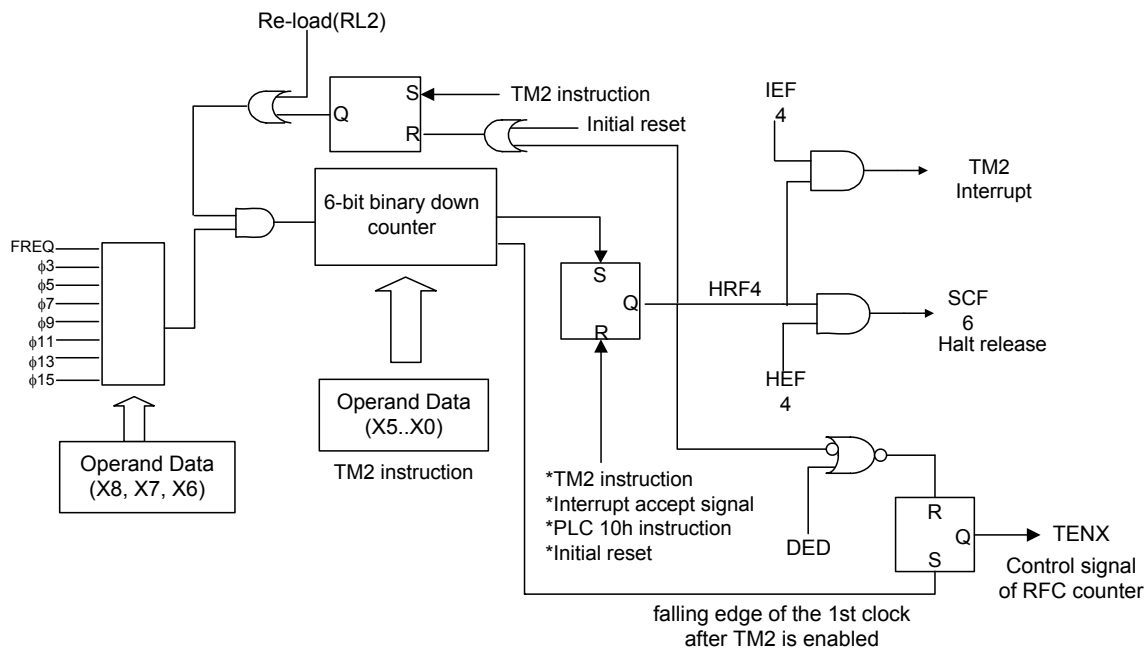 Re-load(RL2)
S
TM2 instruction
Q
R
Initial reset
IEF
4
TM2
Interrupt
6-bit binary down
counter
FREQ
ϕ3
ϕ5
ϕ7
ϕ9
ϕ11
ϕ13
ϕ15
S
Q
R
HRF4
SCF
6
Halt release
HEF
4
Operand Data
(X8, X7, X6)
Operand Data
(X5..X0)
TM2 instruction
*TM2 instruction
*Interrupt accept signal
*PLC 10h instruction
*Initial reset
DED
R
Q
S
TENX
Control signal
of RFC counter
falling edge of the 1st clock
after TM2 is enabled